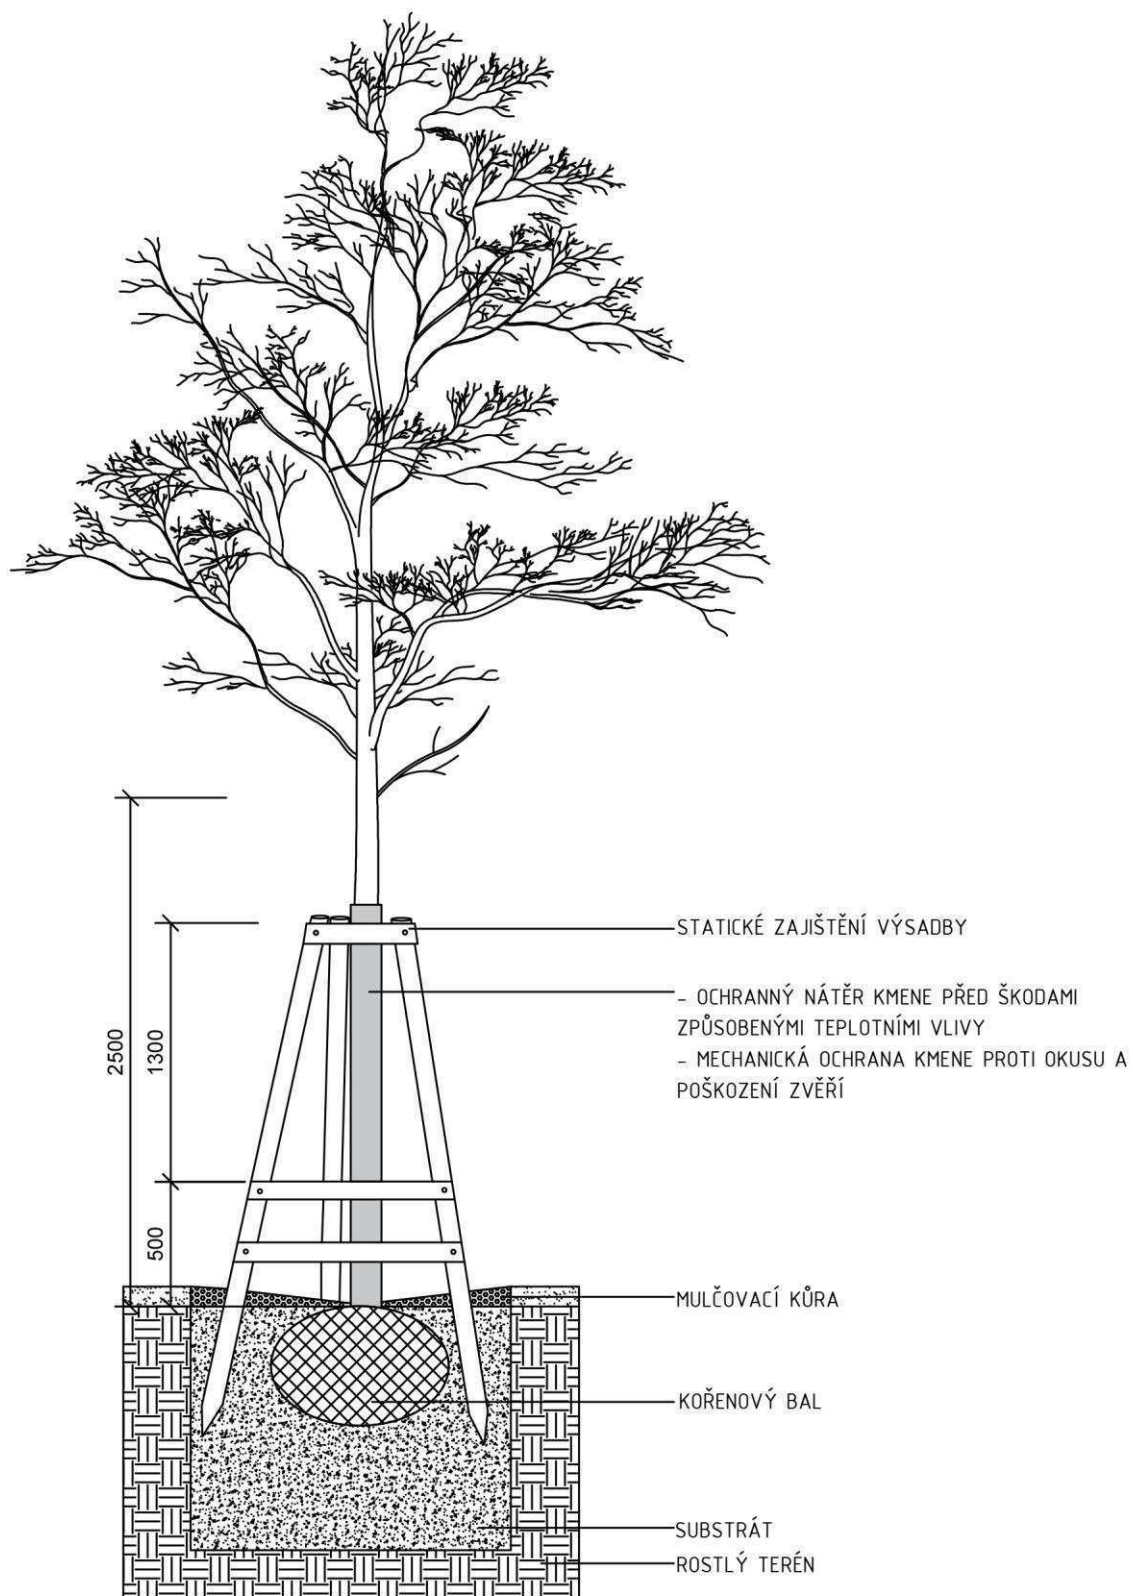 STATICKÉ ZAJIŠTĚNÍ VÝSADBY
- OCHRANNÝ NÁTĚR KMENE PŘED ŠKODAMI
ZPŮSOBENÝMI TEPLOTNÍMI VLIVY
- MECHANICKÁ OCHRANA KMENE PROTI OKUSU A
POŠKOZENÍ ZVĚŘÍ
2500
1300
500
MULČOVACÍ KŮRA
KOŘENOVÝ BAL
SUBSTRÁT
ROSTLÝ TERÉN